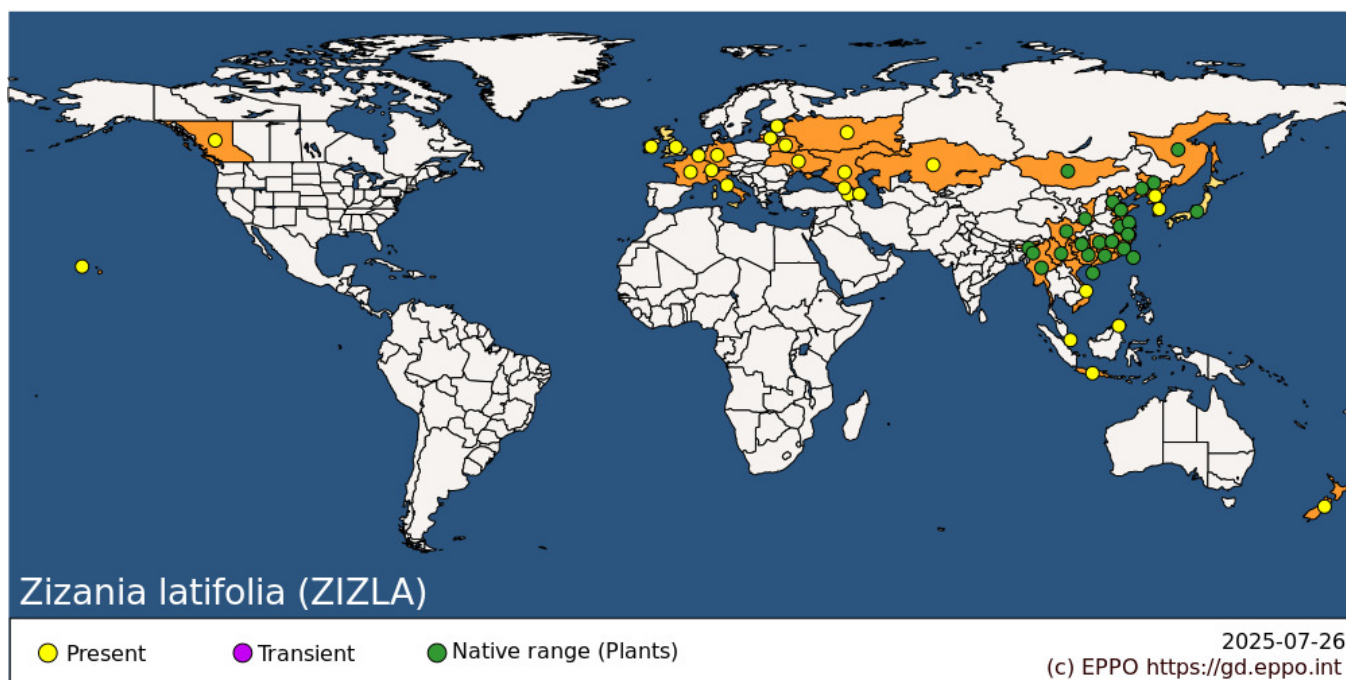 Zizania latifolia (ZIZLA)
Present
Transient
Native range (Plants)
2025-07-26
(c) EPPO https://gd.eppo.int